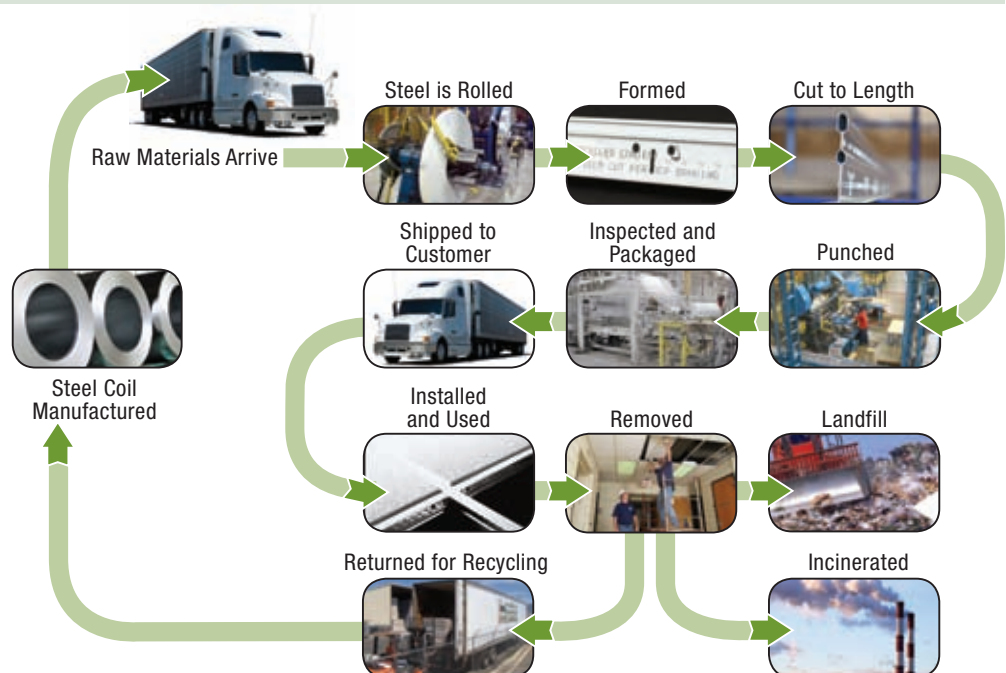 Steel is Rolled
Formed
Cut to Length
Raw Materials Arrive
Shipped to
Customer
Inspected and
Packaged
Punched
Steel Coil
Manufactured
Installed
and Used
Removed
Landfill
Returned for Recycling
Incinerated